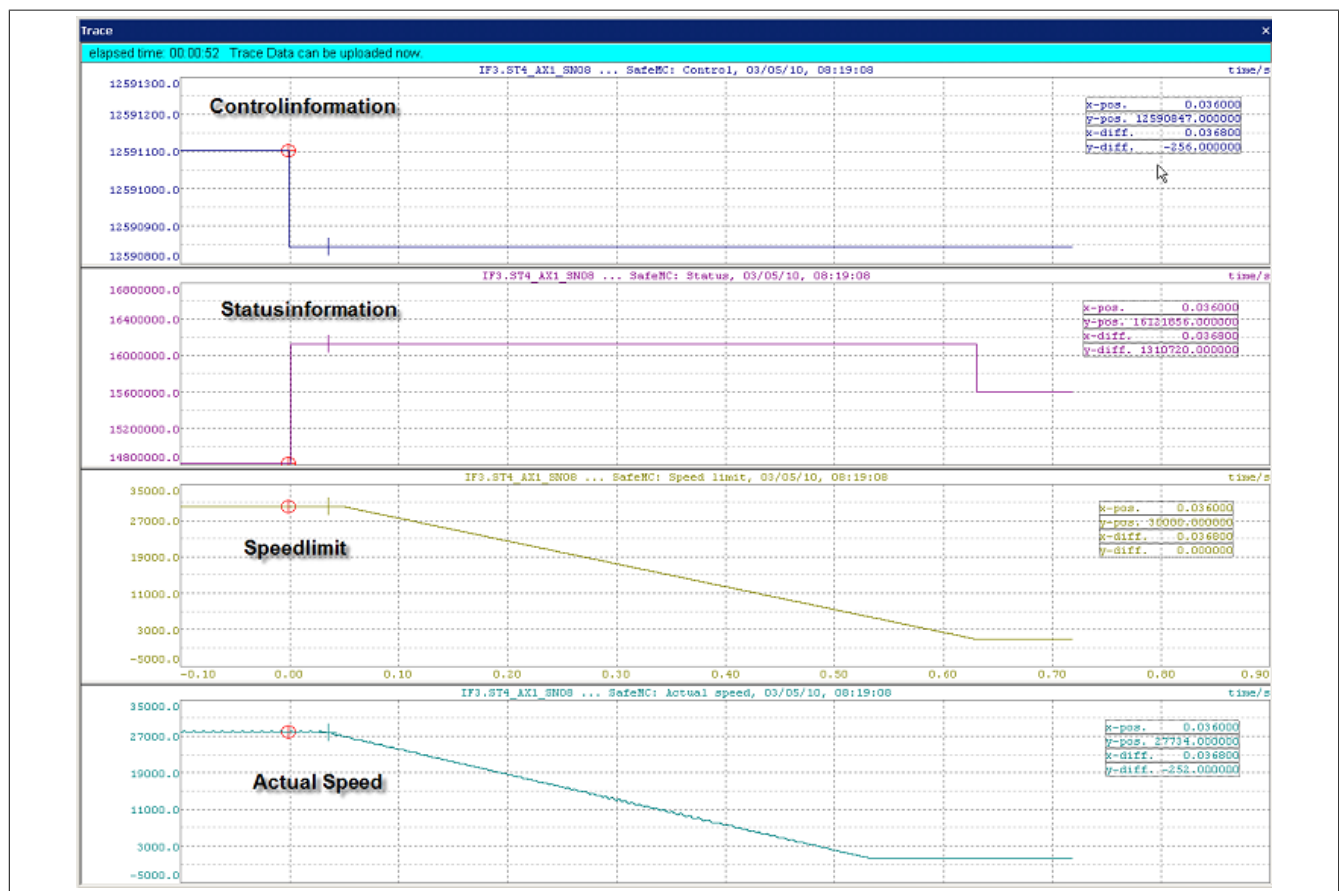 Trace ×
elapsed time: 00:00:52 Trace Data can be uploaded now.
IF3.ST4_AX1_SN08 ... SafeMC: Control, 03/05/10, 08:19:08 time/s
12591300.0
Controlinformation
x-pos. 0.036000
12591200.0
y-pos. 12590847.000000
x-diff. 0.036800
12591100.0
y-diff. -256.000000
12591000.0
12590900.0
12590800.0
IF3.ST4_AX1_SN08 ... SafeMC: Status, 03/05/10, 08:19:08 time/s
16800000.0
Statusinformation
x-pos. 0.036000
16400000.0
y-pos. 16121856.000000
x-diff. 0.036800
16000000.0
y-diff. 1310720.000000
15600000.0
15200000.0
14800000.0
IF3.ST4_AX1_SN08 ... SafeMC: Speed limit, 03/05/10, 08:19:08 time/s
35000.0
x-pos. 0.036000
27000.0
y-pos. 30000.000000
x-diff. 0.036800
Speedlimit
y-diff. 0.000000
19000.0
11000.0
3000.0
-5000.0
-0.10 0.00 0.10 0.20 0.30 0.40 0.50 0.60 0.70 0.80 0.90
IF3.ST4_AX1_SN08 ... SafeMC: Actual speed, 03/05/10, 08:19:08 time/s
35000.0
x-pos. 0.036000
27000.0
y-pos. 27734.000000
x-diff. 0.036800
y-diff. -252.000000
19000.0
Actual Speed
11000.0
3000.0
-5000.0